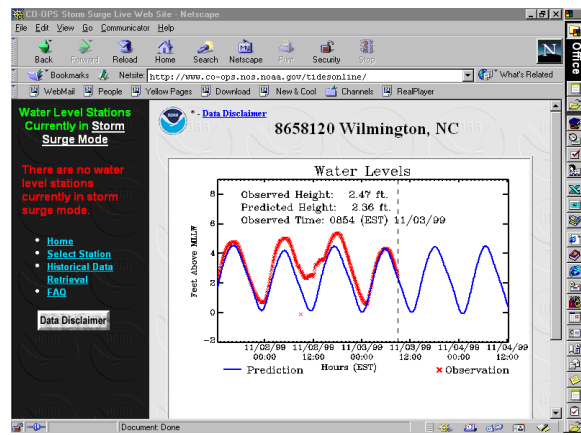 CO-OPS Storm Surge Live Web Site - Netscape
File Edit View Go Communicator Help
Back Forward Reload Home Search Netscape Print Security Stop
Bookmarks Netsite: http://www.co-ops.nos.noaa.gov/tidesonline/ What's Related
WebMail People Yellow Pages Download New & Cool Channels RealPlayer
Office
Water Level Stations
Currently in Storm
Surge Mode
There are no water
level stations
currently in storm
surge mode.
Home
Select Station
Historical Data
Retrieval
FAQ
Data Disclaimer
* - Data Disclaimer
8658120 Wilmington, NC
Water Levels
Observed Height: 2.47 ft.
Predicted Height: 2.36 ft.
Observed Time: 0854 (EST) 11/03/99
Feet Above MLLW
8
6
4
2
0
-2
11/02/99 11/02/99 11/03/99 11/03/99 11/04/99 11/04/99
00:00 12:00 00:00 12:00 00:00 12:00
Hours (EST)
Prediction Observation
Document: Done